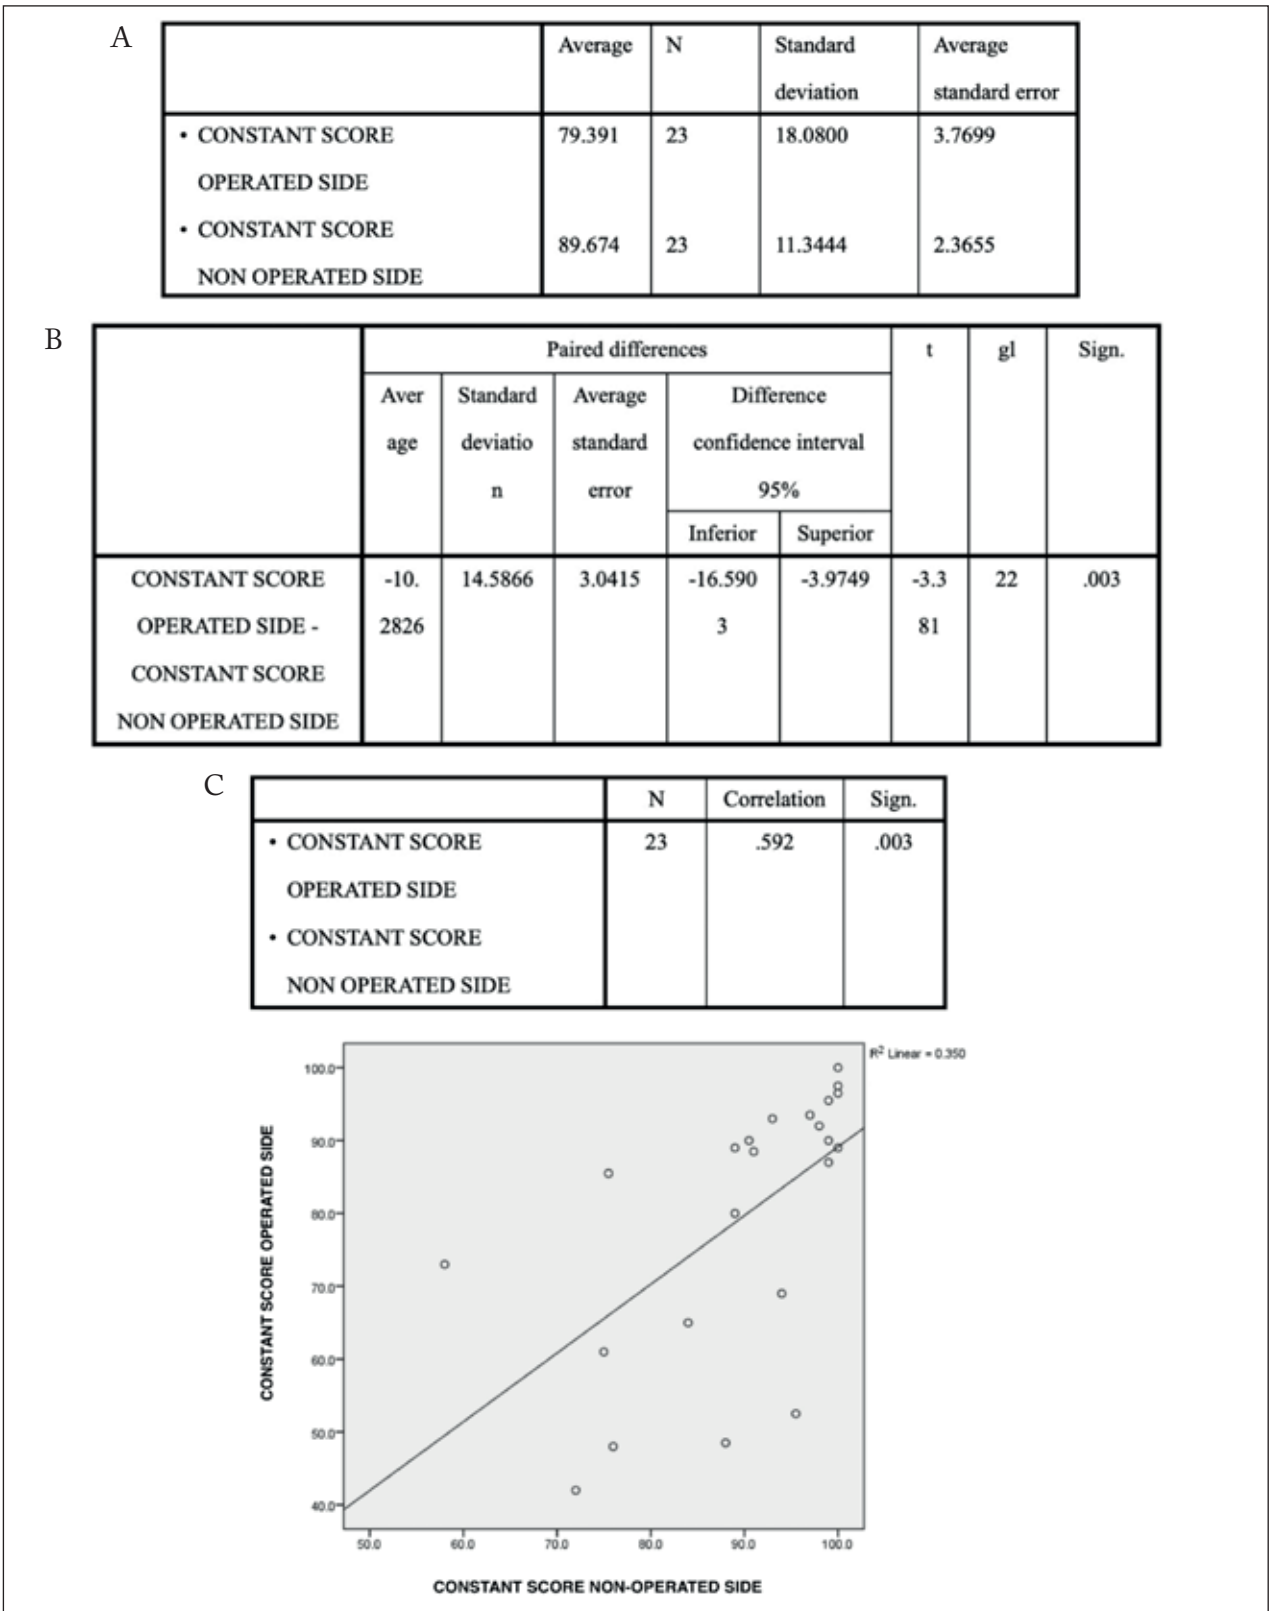 A
Average N Standard deviation Average standard error
• CONSTANT SCORE 79.391 23 18.0800 3.7699
OPERATED SIDE
• CONSTANT SCORE
89.674 23 11.3444 2.3655
NON OPERATED SIDE
B
Paired differences t gl Sign.
Aver Standard Average Difference
age deviatio standard confidence interval
n error 95%
Inferior Superior
CONSTANT SCORE -10. 14.5866 3.0415 -16.590 -3.9749 -3.3 22 .003
OPERATED SIDE - 2826 3 81
CONSTANT SCORE
NON OPERATED SIDE
C
N Correlation Sign.
• CONSTANT SCORE 23 .592 .003
OPERATED SIDE
• CONSTANT SCORE
NON OPERATED SIDE
R² Linear = 0.350
100.0
90.0
80.0
70.0
60.0
50.0
40.0
CONSTANT SCORE OPERATED SIDE
50.0 60.0 70.0 80.0 90.0 100.0
CONSTANT SCORE NON-OPERATED SIDE